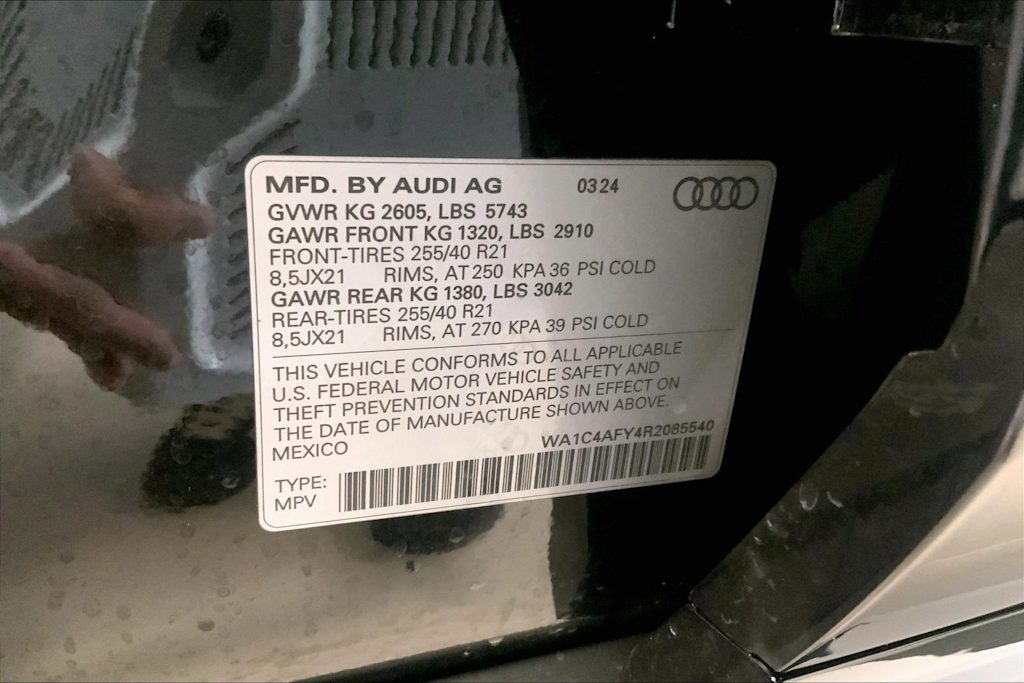 MFD. BY AUDI AG 0324
GVWR KG 2605, LBS 5743
GAWR FRONT KG 1320, LBS 2910
FRONT-TIRES 255/40 R21
8,5JX21 RIMS, AT 250 KPA 36 PSI COLD
GAWR REAR KG 1380, LBS 3042
REAR-TIRES 255/40 R21
8,5JX21 RIMS, AT 270 KPA 39 PSI COLD
THIS VEHICLE CONFORMS TO ALL APPLICABLE
U.S. FEDERAL MOTOR VEHICLE SAFETY AND
THEFT PREVENTION STANDARDS IN EFFECT ON
THE DATE OF MANUFACTURE SHOWN ABOVE.
MEXICO WA1C4AFY4R2085540
TYPE:
MPV